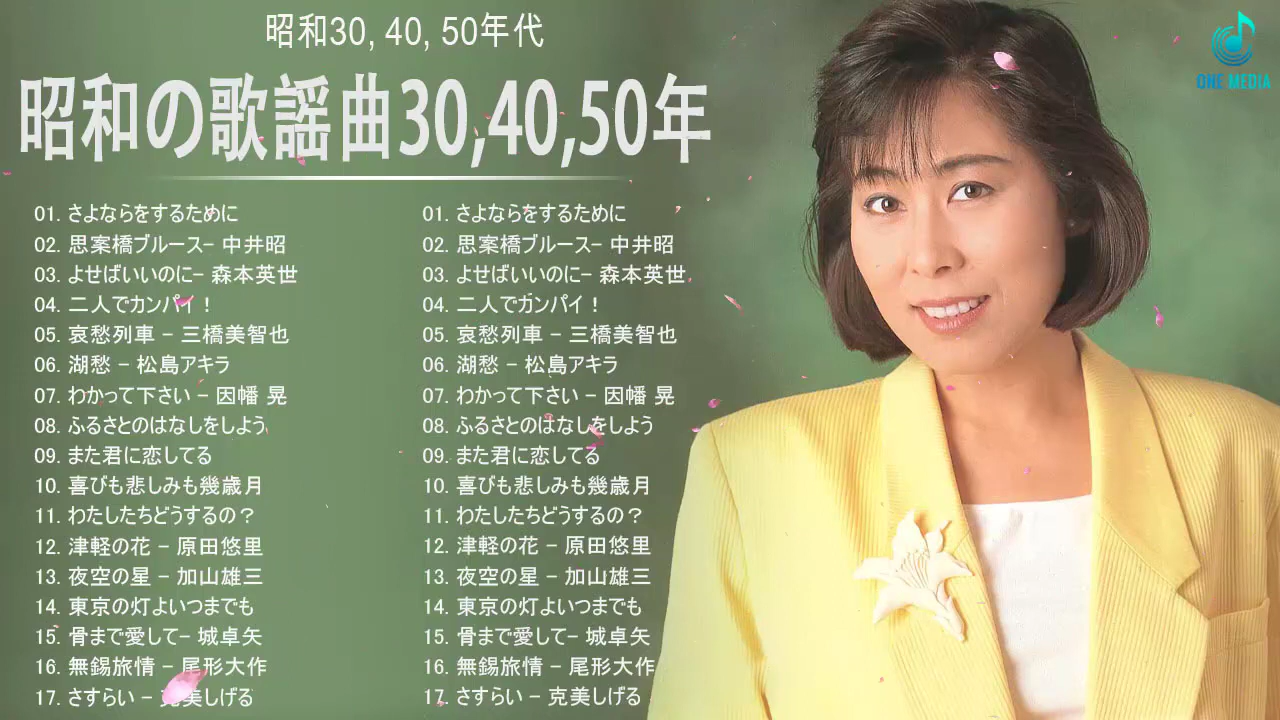 昭和30, 40, 50年代
昭和の歌謡曲30,40,50年
01. さよならをするために
02. 思案橋ブルース– 中井昭
03. よせばいいのに– 森本英世
04. 二人でカンパイ！
05. 哀愁列車 – 三橋美智也
06. 湖愁 – 松島アキラ
07. わかって下さい – 因幡 晃
08. ふるさとのはなしをしよう
09. また君に恋してる
10. 喜びも悲しみも幾歳月
11. わたしたちどうするの？
12. 津軽の花 – 原田悠里
13. 夜空の星 – 加山雄三
14. 東京の灯よいつまでも
15. 骨まで愛して– 城卓矢
16. 無錫旅情 – 尾形大作
17. さすらい – 克美しげる
01. さよならをするために
02. 思案橋ブルース– 中井昭
03. よせばいいのに– 森本英世
04. 二人でカンパイ！
05. 哀愁列車 – 三橋美智也
06. 湖愁 – 松島アキラ
07. わかって下さい – 因幡 晃
08. ふるさとのはなしをしよう
09. また君に恋してる
10. 喜びも悲しみも幾歳月
11. わたしたちどうするの？
12. 津軽の花 – 原田悠里
13. 夜空の星 – 加山雄三
14. 東京の灯よいつまでも
15. 骨まで愛して– 城卓矢
16. 無錫旅情 – 尾形大作
17. さすらい – 克美しげる
ONE MEDIA